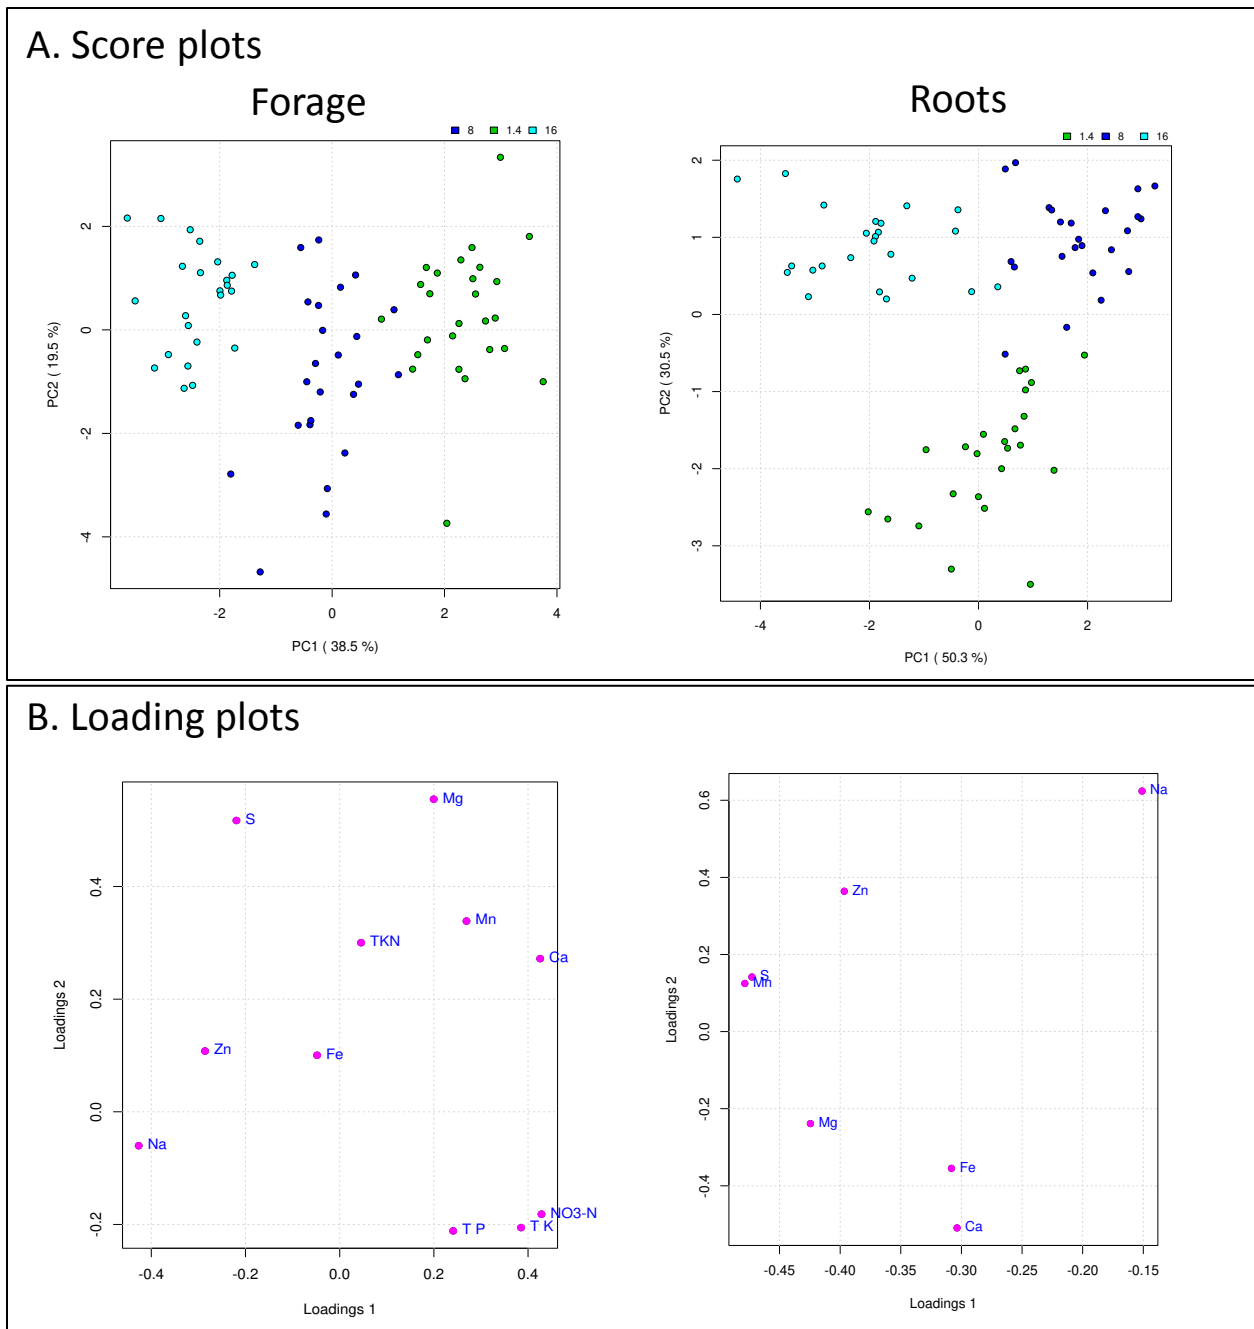 A. Score plots
Forage
8 1.4 16
2
0
-2
-4
PC2 ( 19.5 %)
-2 0 2 4
PC1 ( 38.5 %)
Roots
1.4 8 16
2
1
0
-1
-2
-3
PC2 ( 30.5 %)
-4 -2 0 2
PC1 ( 50.3 %)
B. Loading plots
Mg
S
Mn
TKN
Ca
Zn
Fe
Na
NO3-N
T K
T P
0.4
0.2
0.0
-0.2
Loadings 2
-0.4 -0.2 0.0 0.2 0.4
Loadings 1
Na
Zn
S
Mn
Mg
Fe
Ca
0.6
0.4
0.2
0.0
-0.2
-0.4
Loadings 2
-0.45 -0.40 -0.35 -0.30 -0.25 -0.20 -0.15
Loadings 1